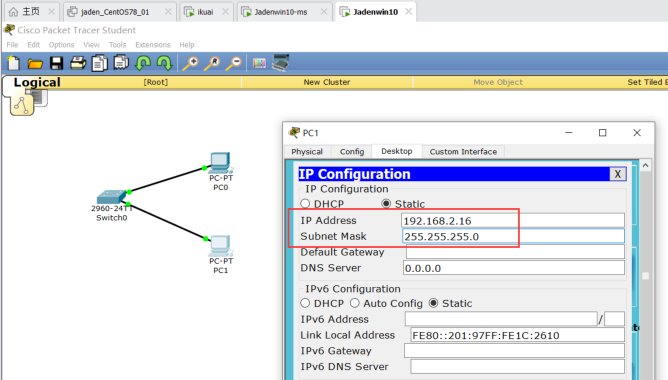 主页 jaden_CentOS78_01 ikuai Jadenwin10-ms Jadenwin10
Cisco Packet Tracer Student
File Edit Options View Tools Extensions Help
Logical [Root] New Cluster Move Object Set Tiled
PC1
Physical Config Desktop Custom Interface
IP Configuration X
IP Configuration
DHCP Static
IP Address 192.168.2.16
Subnet Mask 255.255.255.0
Default Gateway
DNS Server 0.0.0.0
IPv6 Configuration
DHCP Auto Config Static
IPv6 Address /
Link Local Address FE80::201:97FF:FE1C:2610
IPv6 Gateway
IPv6 DNS Server
PC-PT
PC0
2960-24TT
Switch0
PC-PT
PC1